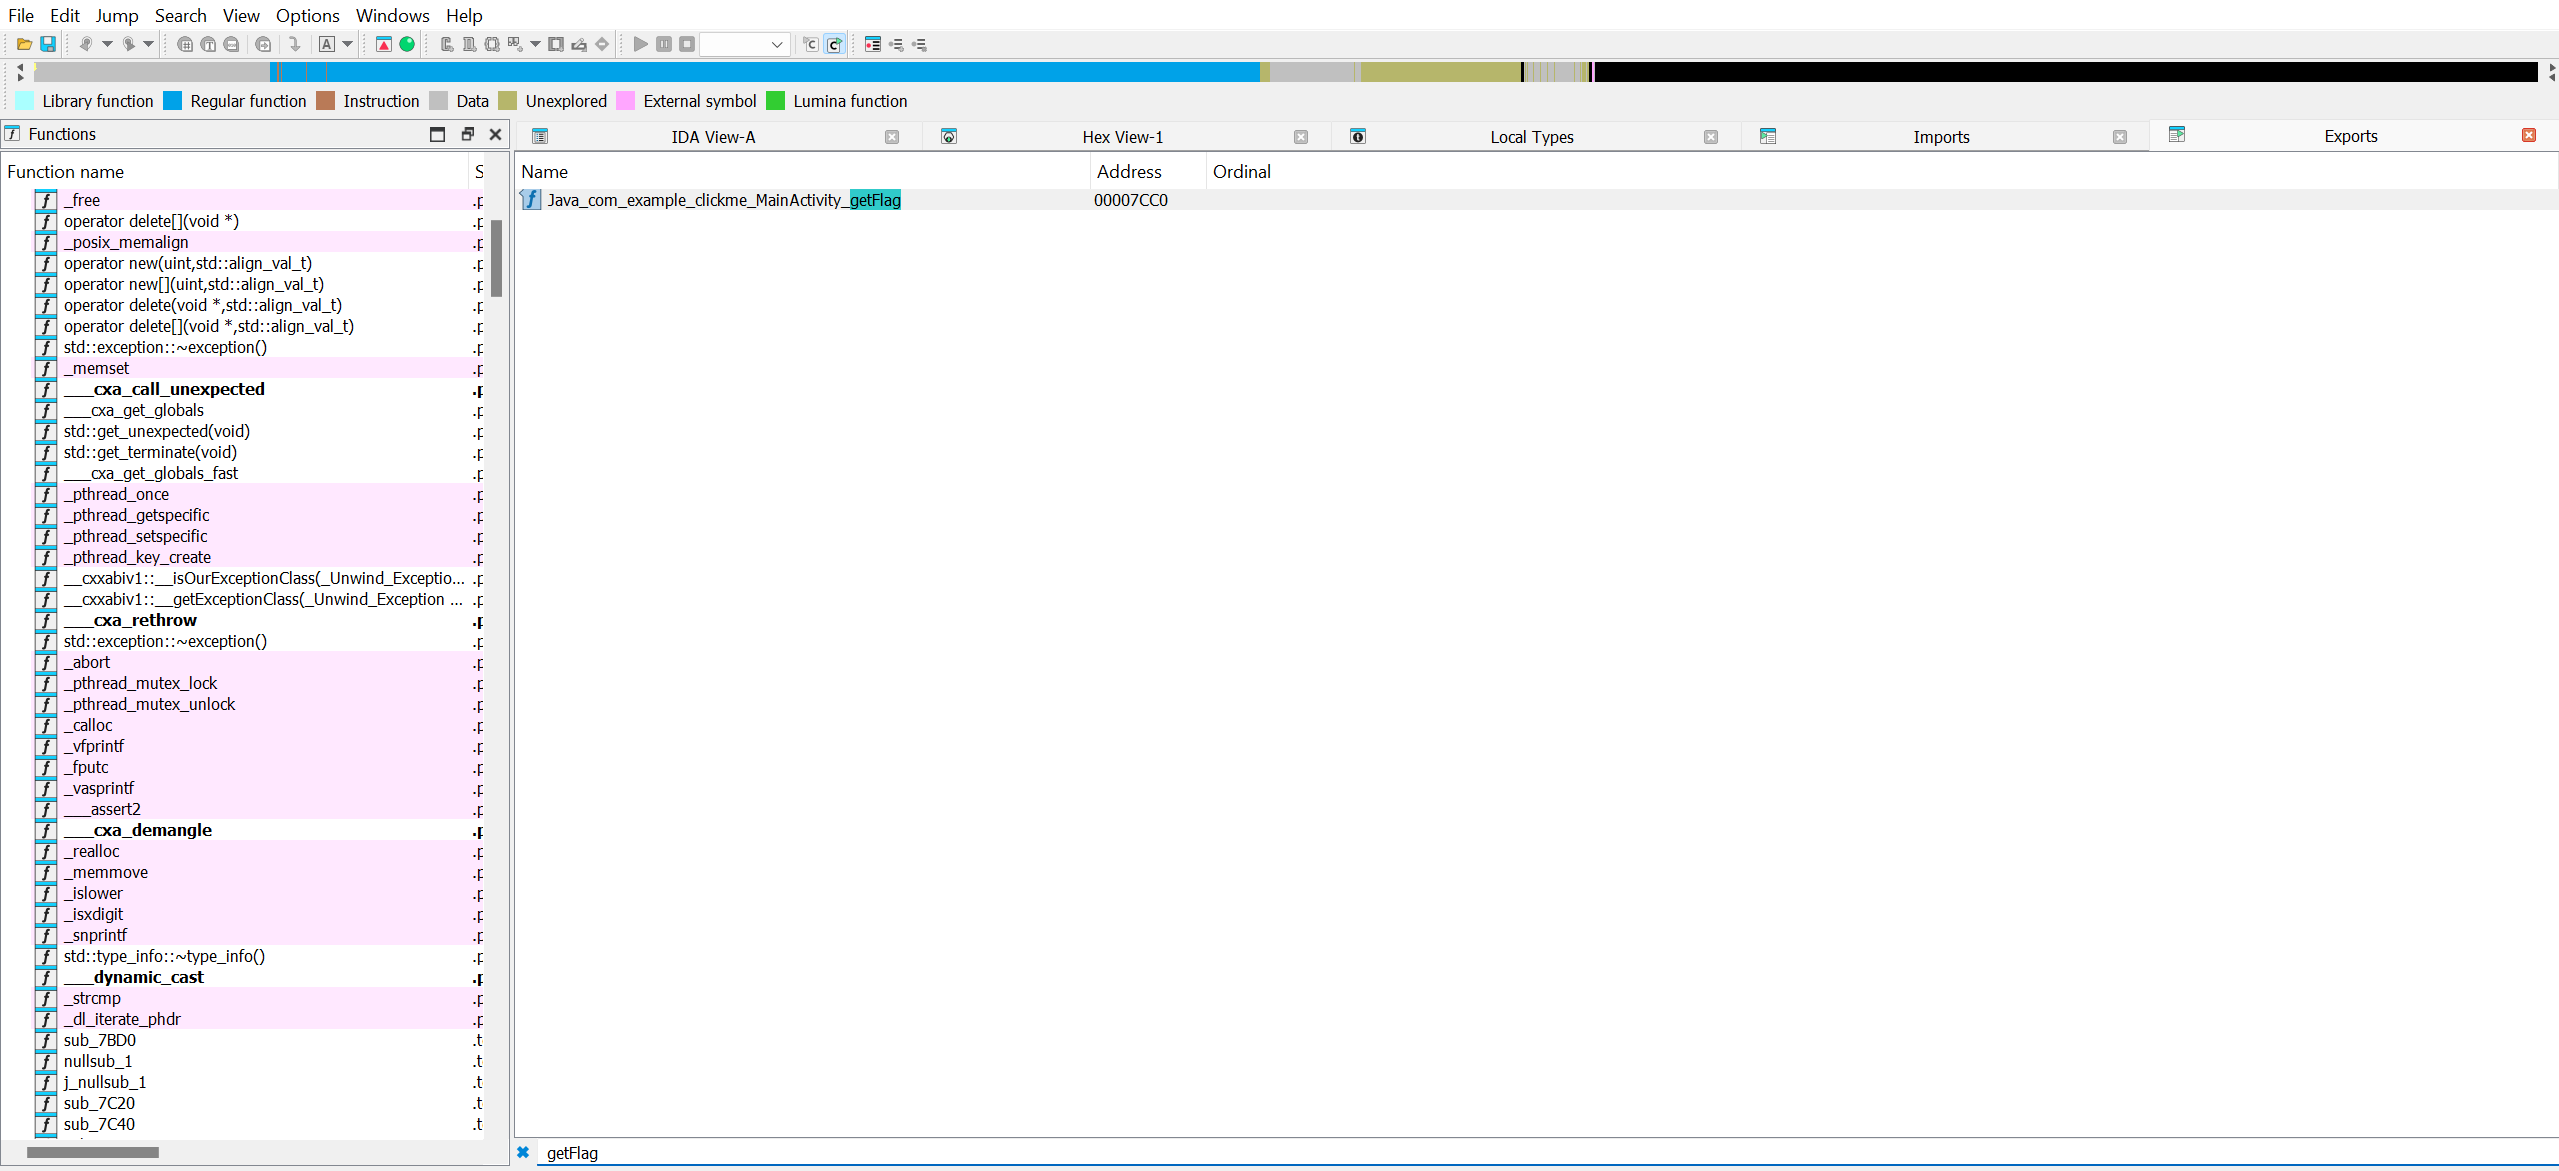 File Edit Jump Search View Options Windows Help
Library function Regular function Instruction Data Unexplored External symbol Lumina function
Functions
IDA View-A Hex View-1 Local Types Imports Exports
Function name S
Name Address Ordinal
Java_com_example_clickme_MainActivity_getFlag 00007CC0
_free .p
operator delete[](void *) .p
_posix_memalign .p
operator new(uint,std::align_val_t) .p
operator new[](uint,std::align_val_t) .p
operator delete(void *,std::align_val_t) .p
operator delete[](void *,std::align_val_t) .p
std::exception::~exception() .p
_memset .p
___cxa_call_unexpected .p
___cxa_get_globals .p
std::get_unexpected(void) .p
std::get_terminate(void) .p
___cxa_get_globals_fast .p
_pthread_once .p
_pthread_getspecific .p
_pthread_setspecific .p
_pthread_key_create .p
__cxxabiv1::__isOurExceptionClass(_Unwind_Exceptio... .p
__cxxabiv1::__getExceptionClass(_Unwind_Exception ... .p
___cxa_rethrow .p
std::exception::~exception() .p
_abort .p
_pthread_mutex_lock .p
_pthread_mutex_unlock .p
_calloc .p
_vfprintf .p
_fputc .p
_vasprintf .p
___assert2 .p
___cxa_demangle .p
_realloc .p
_memmove .p
_islower .p
_isxdigit .p
_snprintf .p
std::type_info::~type_info() .p
___dynamic_cast .p
_strcmp .p
_dl_iterate_phdr .p
sub_7BD0 .t
nullsub_1 .t
j_nullsub_1 .t
sub_7C20 .t
sub_7C40 .t
getFlag